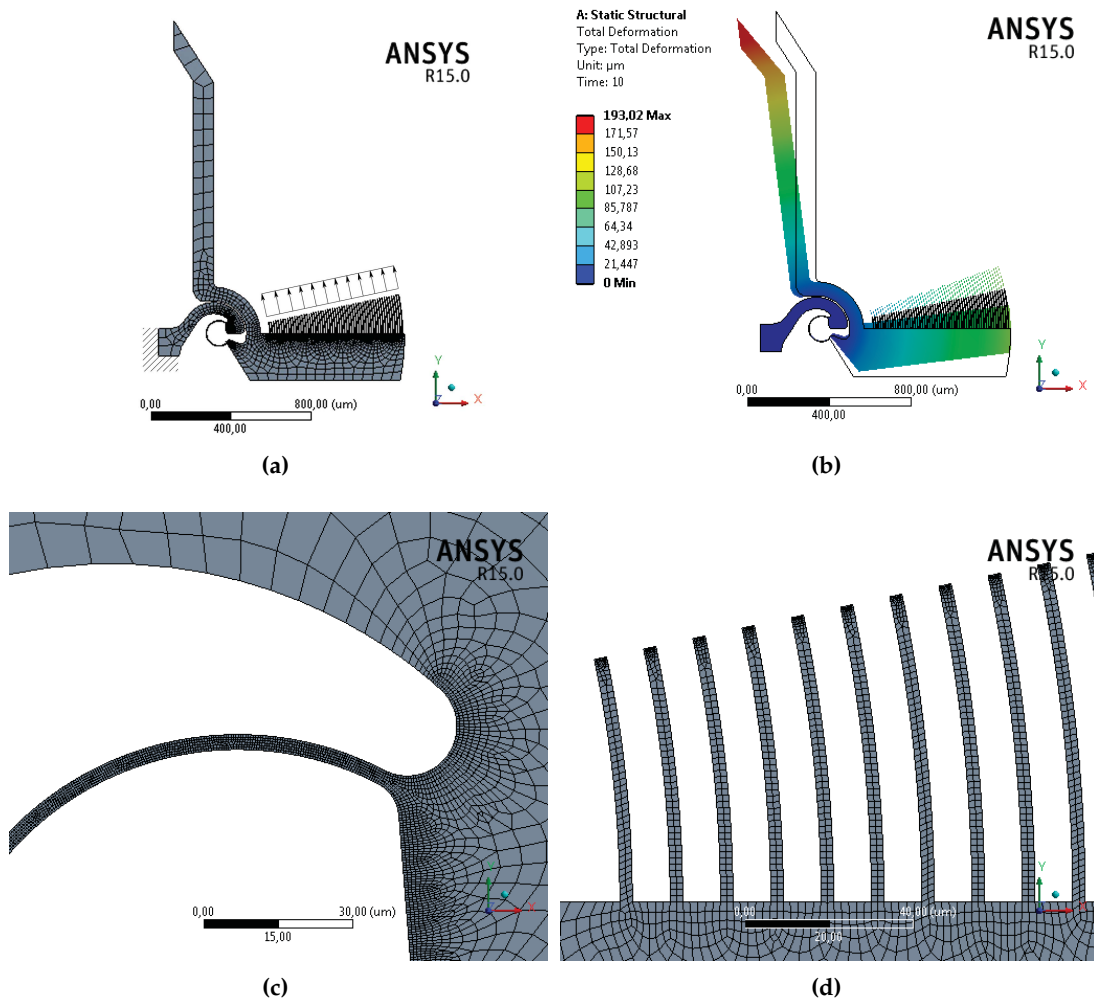 ANSYS
R15.0
Y
X
Z
0,00
800,00 (um)
400,00
(a)
A: Static Structural
Total Deformation
Type: Total Deformation
Unit: µm
Time: 10
193,02 Max
171,57
150,13
128,68
107,23
85,787
64,34
42,893
21,447
0 Min
ANSYS
R15.0
Y
X
Z
0,00
800,00 (um)
400,00
(b)
ANSYS
R15.0
Y
0,00
30,00 (um)
15,00
(c)
ANSYS
R15.0
Y
0,00
40,00 (um)
20,00
(d)